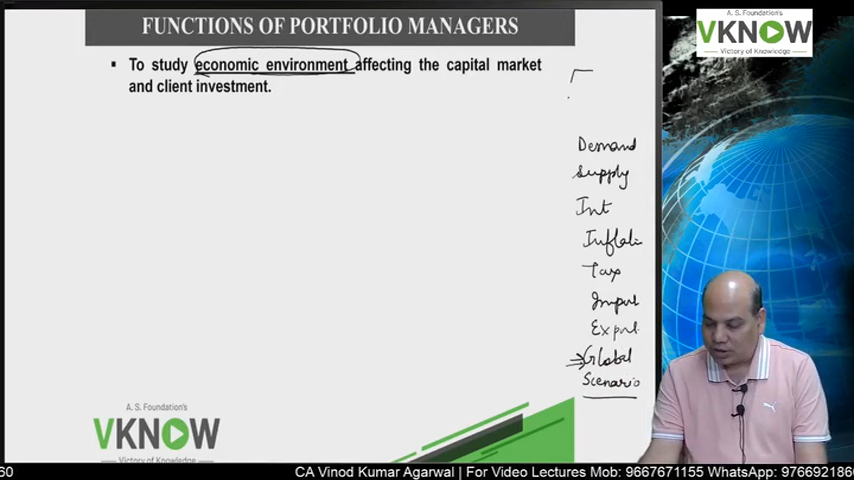 FUNCTIONS OF PORTFOLIO MANAGERS
A. S. Foundation's
VKNOW
Victory of Knowledge
▪ To study economic environment affecting the capital market
and client investment.
Demand
Supply
Int
Inflati
Tax
Import
Export
Global
Scenario
A. S. Foundation's
VKNOW
Victory of Knowledge
60 CA Vinod Kumar Agarwal | For Video Lectures Mob: 9667671155 WhatsApp: 9766921860